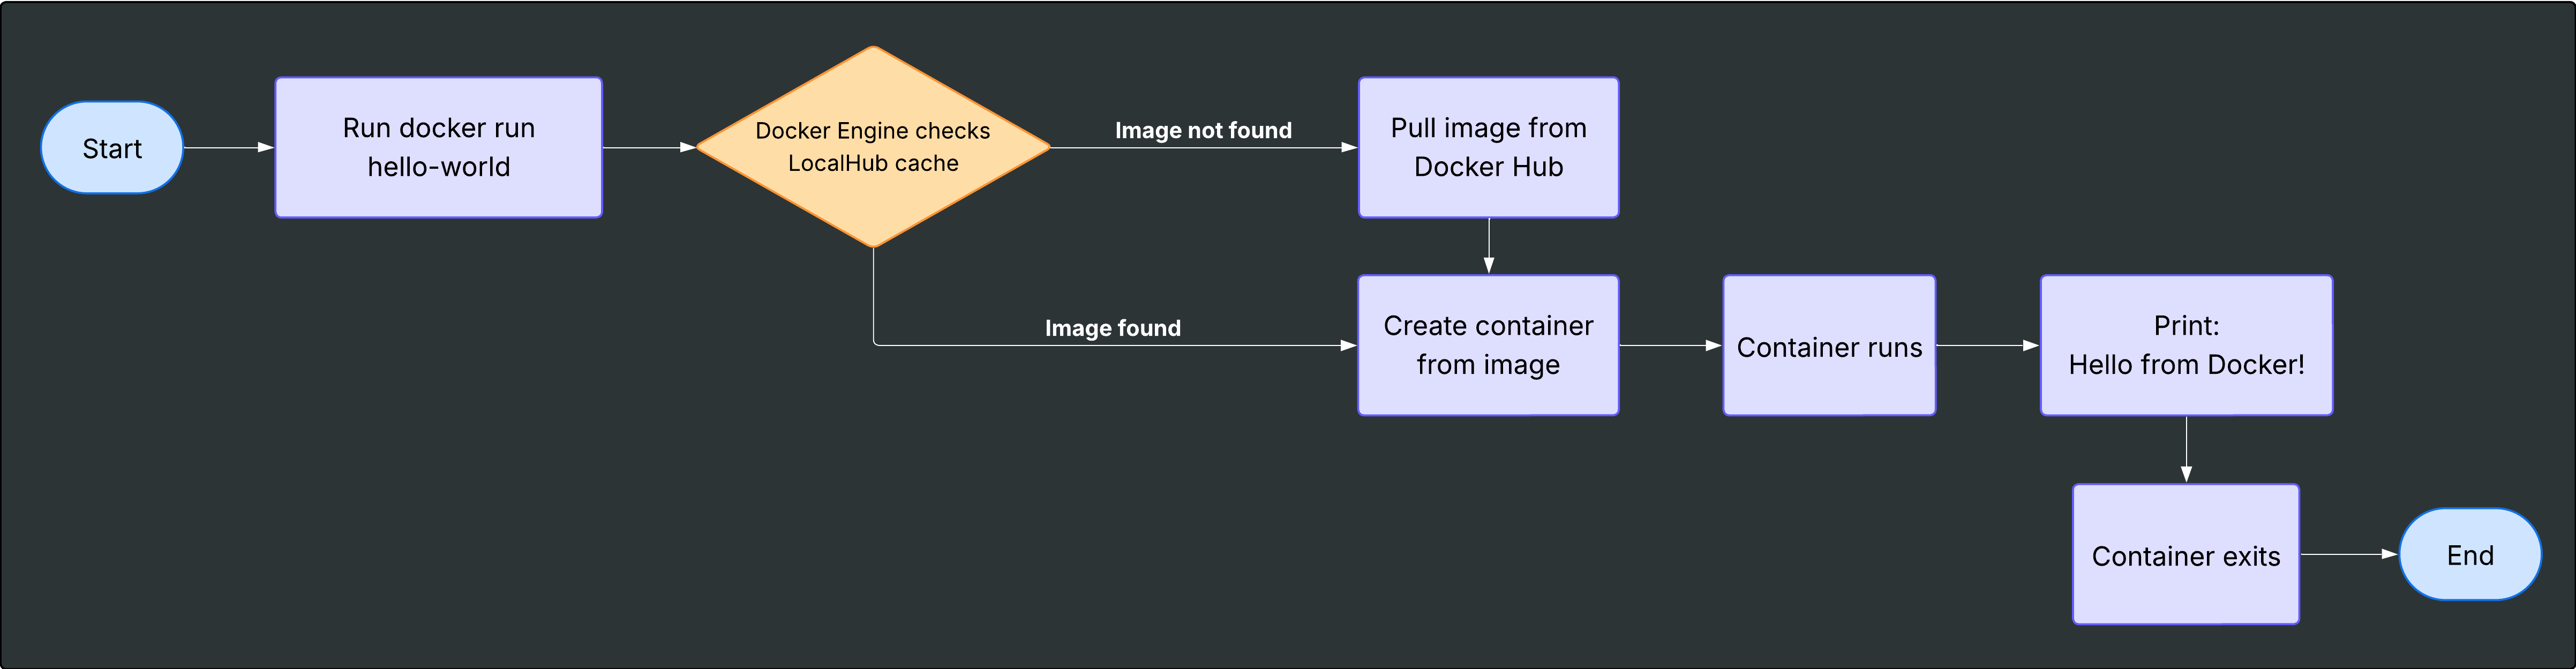 Start
Run docker run
hello-world
Docker Engine checks
LocalHub cache
Image not found
Pull image from
Docker Hub
Image found
Create container
from image
Container runs
Print:
Hello from Docker!
Container exits
End